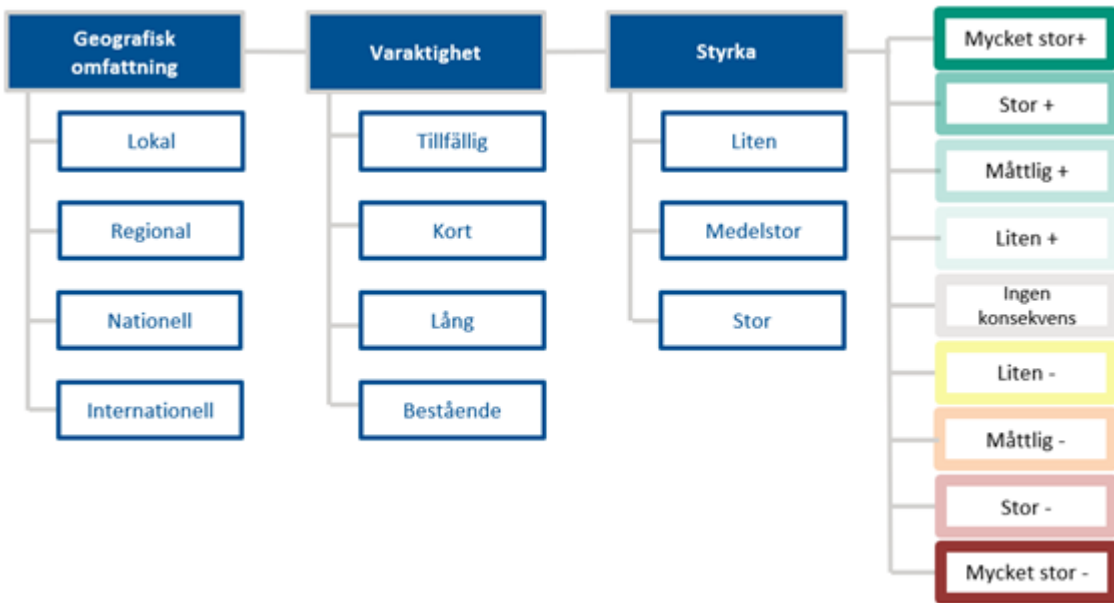 Geografisk
omfattning
Lokal
Regional
Nationell
Internationell
Varaktighet
Tillfällig
Kort
Lång
Bestående
Styrka
Liten
Medelstor
Stor
Mycket stor+
Stor +
Måttlig +
Liten +
Ingen
konsekvens
Liten -
Måttlig -
Stor -
Mycket stor -